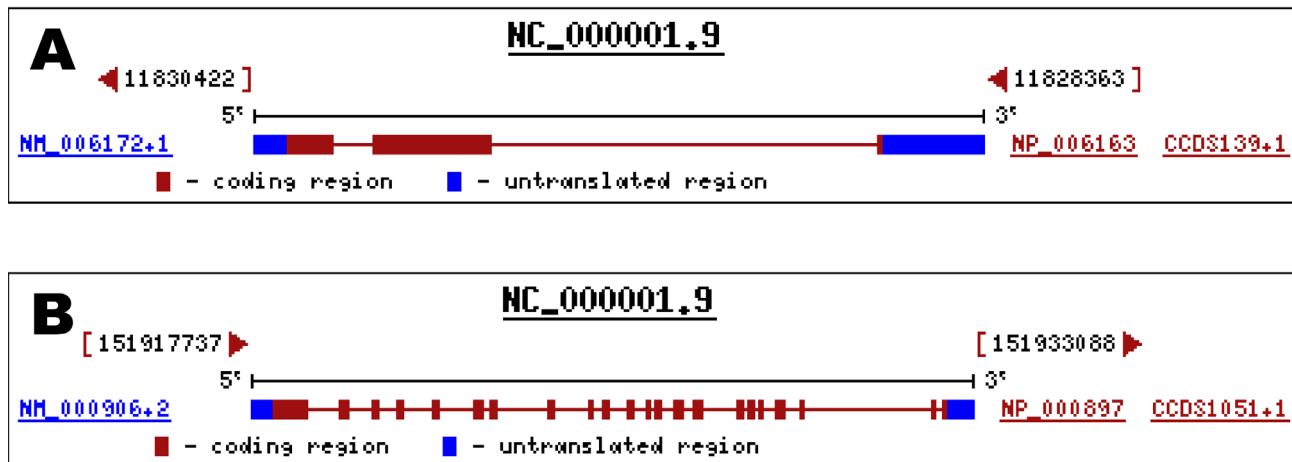 A
NC_000001.9
11830422 ] 11828363 ]
5' 3'
NM_006172+1 NP_006163 CCDS139+1
- coding region - untranslated region
B
NC_000001.9
[ 151917737 [ 151933088
5' 3'
NM_000906+2 NP_000897 CCDS1051+1
- coding region - untranslated region